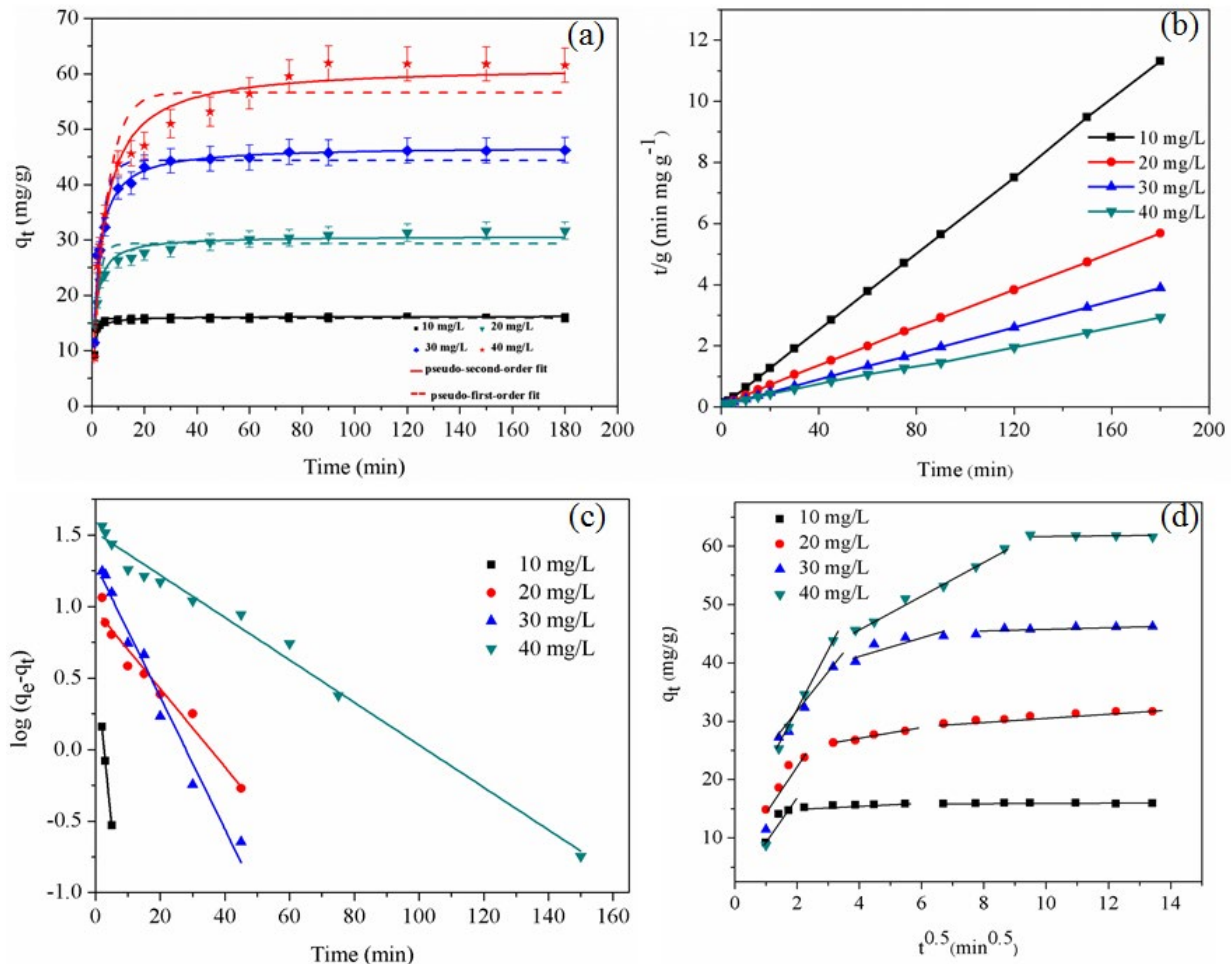 (a)
70
60
50
40
30
20
10
0
qt (mg/g)
10 mg/L 20 mg/L
30 mg/L 40 mg/L
pseudo-second-order fit
pseudo-first-order fit
0 20 40 60 80 100 120 140 160 180 200
Time (min)
(b)
12
10
8
6
4
2
0
t/g (min mg g-1)
10 mg/L
20 mg/L
30 mg/L
40 mg/L
0 40 80 120 160 200
Time (min)
(c)
1.5
1.0
0.5
0.0
-0.5
-1.0
log (qe-qt)
10 mg/L
20 mg/L
30 mg/L
40 mg/L
0 20 40 60 80 100 120 140 160
Time (min)
(d)
60
50
40
30
20
10
qt (mg/g)
10 mg/L
20 mg/L
30 mg/L
40 mg/L
0 2 4 6 8 10 12 14
t0.5(min0.5)